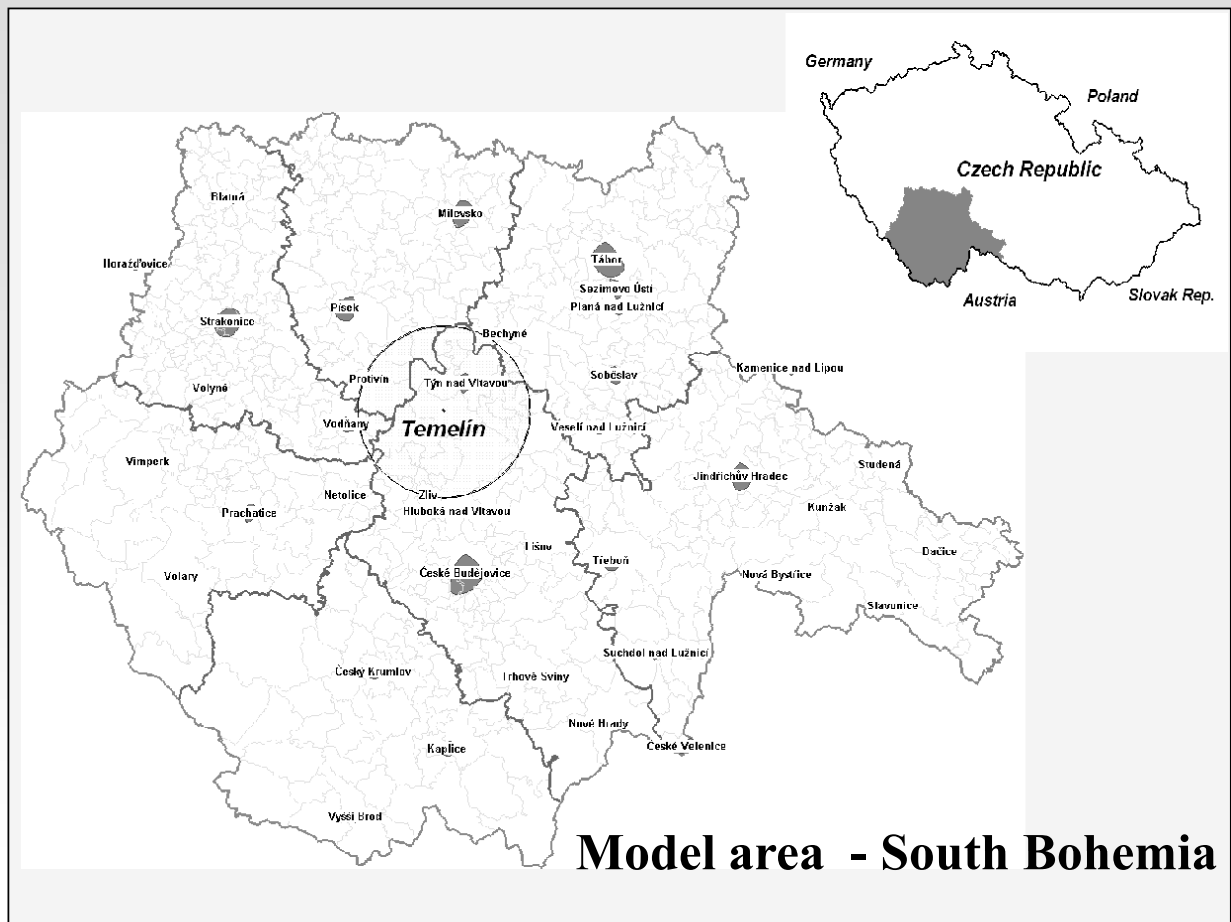 Germany
Poland
Czech Republic
Austria
Slovak Rep.
Blatná
Milevsko
Horažďovice
Tábor
Sezimovo Ústí
Písek
Planá nad Lužnicí
Strakonice
Bechyně
Kamenice nad Lipou
Protivín
Týn nad Vltavou
Soběslav
Volyně
Vodňany
Temelín
Veselí nad Lužnicí
Vimperk
Studená
Jindřichův Hradec
Netolice
Zliv
Kunžak
Prachatice
Hluboká nad Vltavou
Lišov
Dačice
Třeboň
České Budějovice
Volary
Nová Bystřice
Slavonice
Suchdol nad Lužnicí
Český Krumlov
Trhové Sviny
Nové Hrady
České Velenice
Kaplice
Vyšší Brod
Model area - South Bohemia